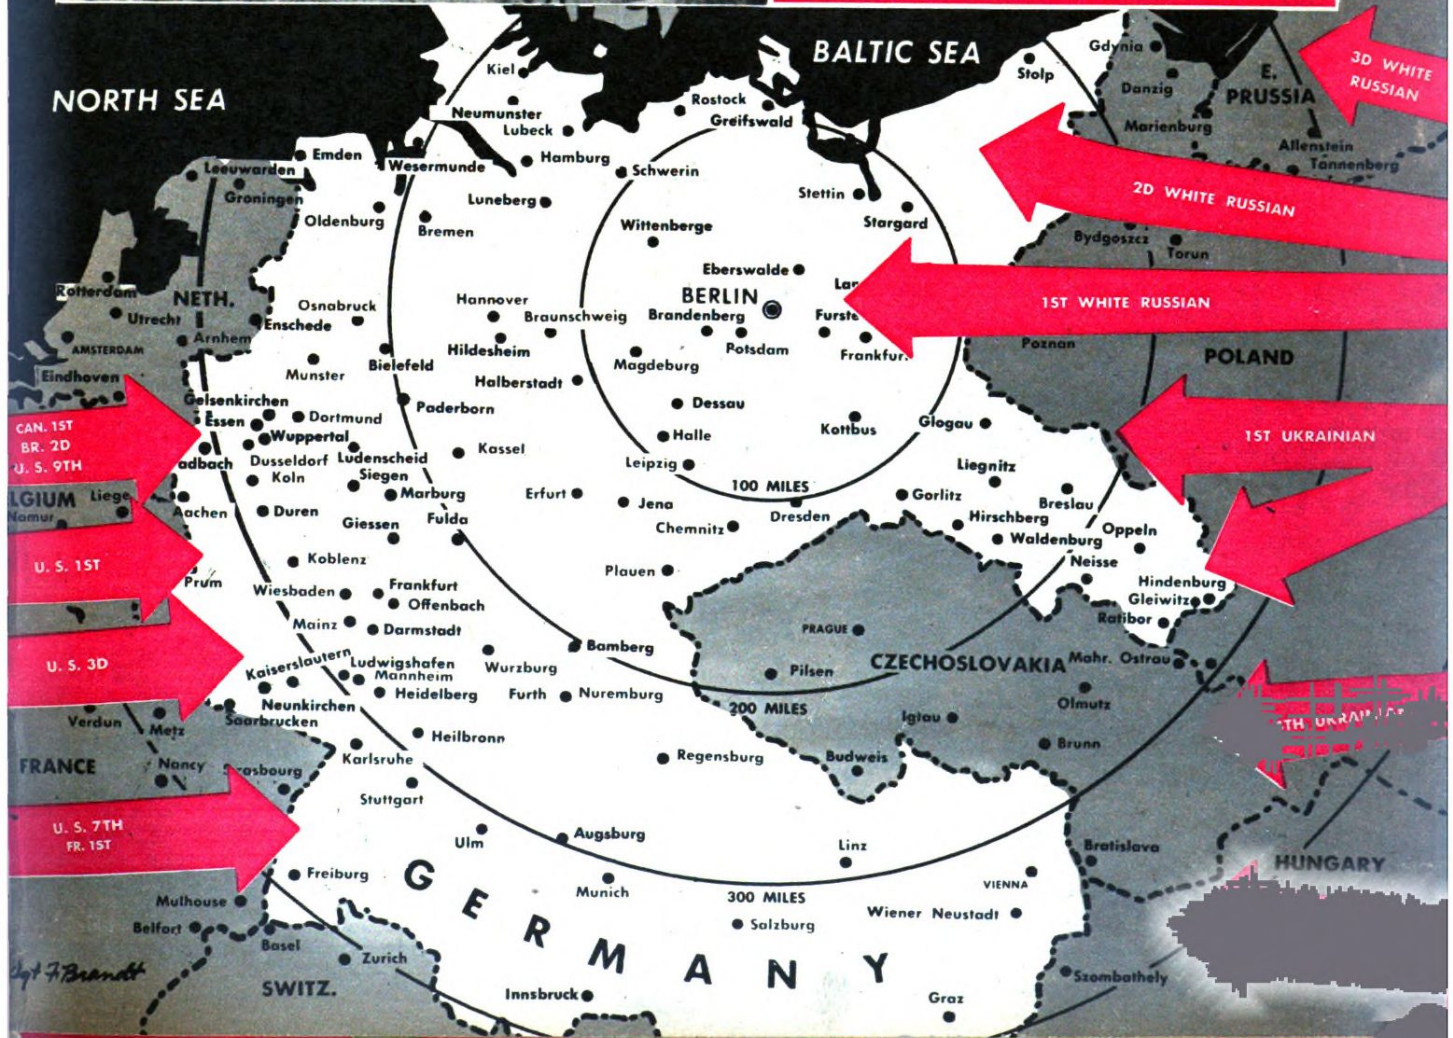 NORTH SEA
BALTIC SEA
Kiel
Neumunster
Lubeck
Rostock
Greifswald
Stolp
Gdynia
Danzig
E.
PRUSSIA
Marienburg
Allenstein
Tannenberg
3D WHITE
RUSSIAN
Emden
Leeuwarden
Groningen
Wesermunde
Hamburg
Schwerin
Oldenburg
Luneberg
Bremen
Stettin
Stargard
2D WHITE RUSSIAN
Bydgoszcz
Torun
Wittenberge
Eberswalde
BERLIN
Brandenberg
Potsdam
Frankfur
1ST WHITE RUSSIAN
Rotterdam
NETH.
Utrecht
AMSTERDAM
Arnhem
Enschede
Osnabruck
Hannover
Braunschweig
Hildesheim
Magdeburg
Poznan
POLAND
Eindhoven
Munster
Bielefeld
Halberstadt
Gelsenkirchen
Essen
Dortmund
Paderborn
Dessau
Kottbus
Glogau
CAN. 1ST
BR. 2D
U. S. 9TH
Wuppertal
adbach
Dusseldorf
Ludenscheid
Kassel
Halle
Leipzig
Liegnitz
1ST UKRAINIAN
LGIUM
Liege
Namur
Koln
Siegen
Marburg
Erfurt
Jena
100 MILES
Gorlitz
Breslau
Aachen
Duren
Giessen
Fulda
Chemnitz
Dresden
Hirschberg
Waldenburg
Oppeln
Neisse
U. S. 1ST
Koblenz
Plauen
Prum
Wiesbaden
Frankfurt
Offenbach
Hindenburg
Gleiwitz
Ratibor
Mainz
Darmstadt
PRAGUE
U. S. 3D
Kaiserslautern
Ludwigshafen
Mannheim
Heidelberg
Wurzburg
Bamberg
Pilsen
CZECHOSLOVAKIA
Mahr. Ostrau
Neunkirchen
Saarbrucken
Furth
Nuremburg
200 MILES
Olmutz
Verdun
Metz
Iglau
Heilbronn
Regensburg
Budweis
Brunn
FRANCE
Nancy
Karlsruhe
Stuttgart
U. S. 7TH
FR. 1ST
Ulm
Augsburg
Linz
Bratislava
HUNGARY
Freiburg
Munich
300 MILES
VIENNA
Mulhouse
Belfort
Basel
Salzburg
Wiener Neustadt
GERMANY
Zurich
SWITZ.
Innsbruck
Szombathely
Graz